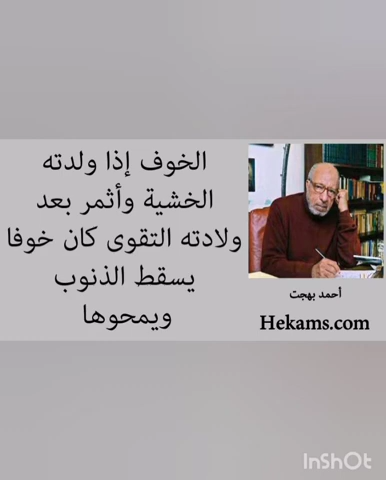 الخوف إذا ولدته
الخشية وأثمر بعد
ولادته التقوى كان خوفا
يسقط الذنوب
ويمحوها
أحمد بهجت
Hekams.com
InShOt